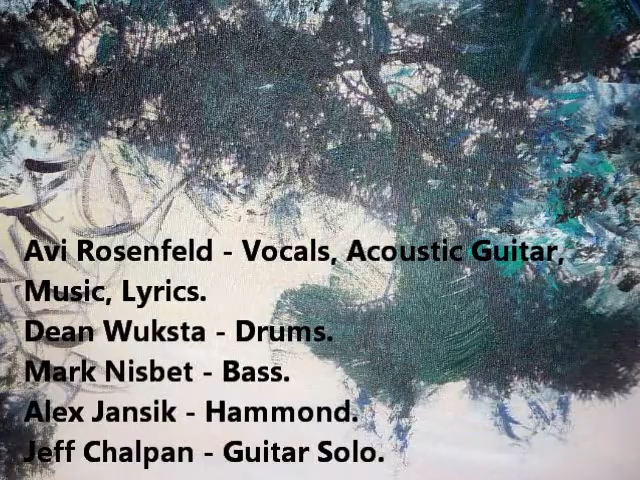 Avi Rosenfeld - Vocals, Acoustic Guitar,
Music, Lyrics.
Dean Wuksta - Drums.
Mark Nisbet - Bass.
Alex Jansik - Hammond.
Jeff Chalpan - Guitar Solo.